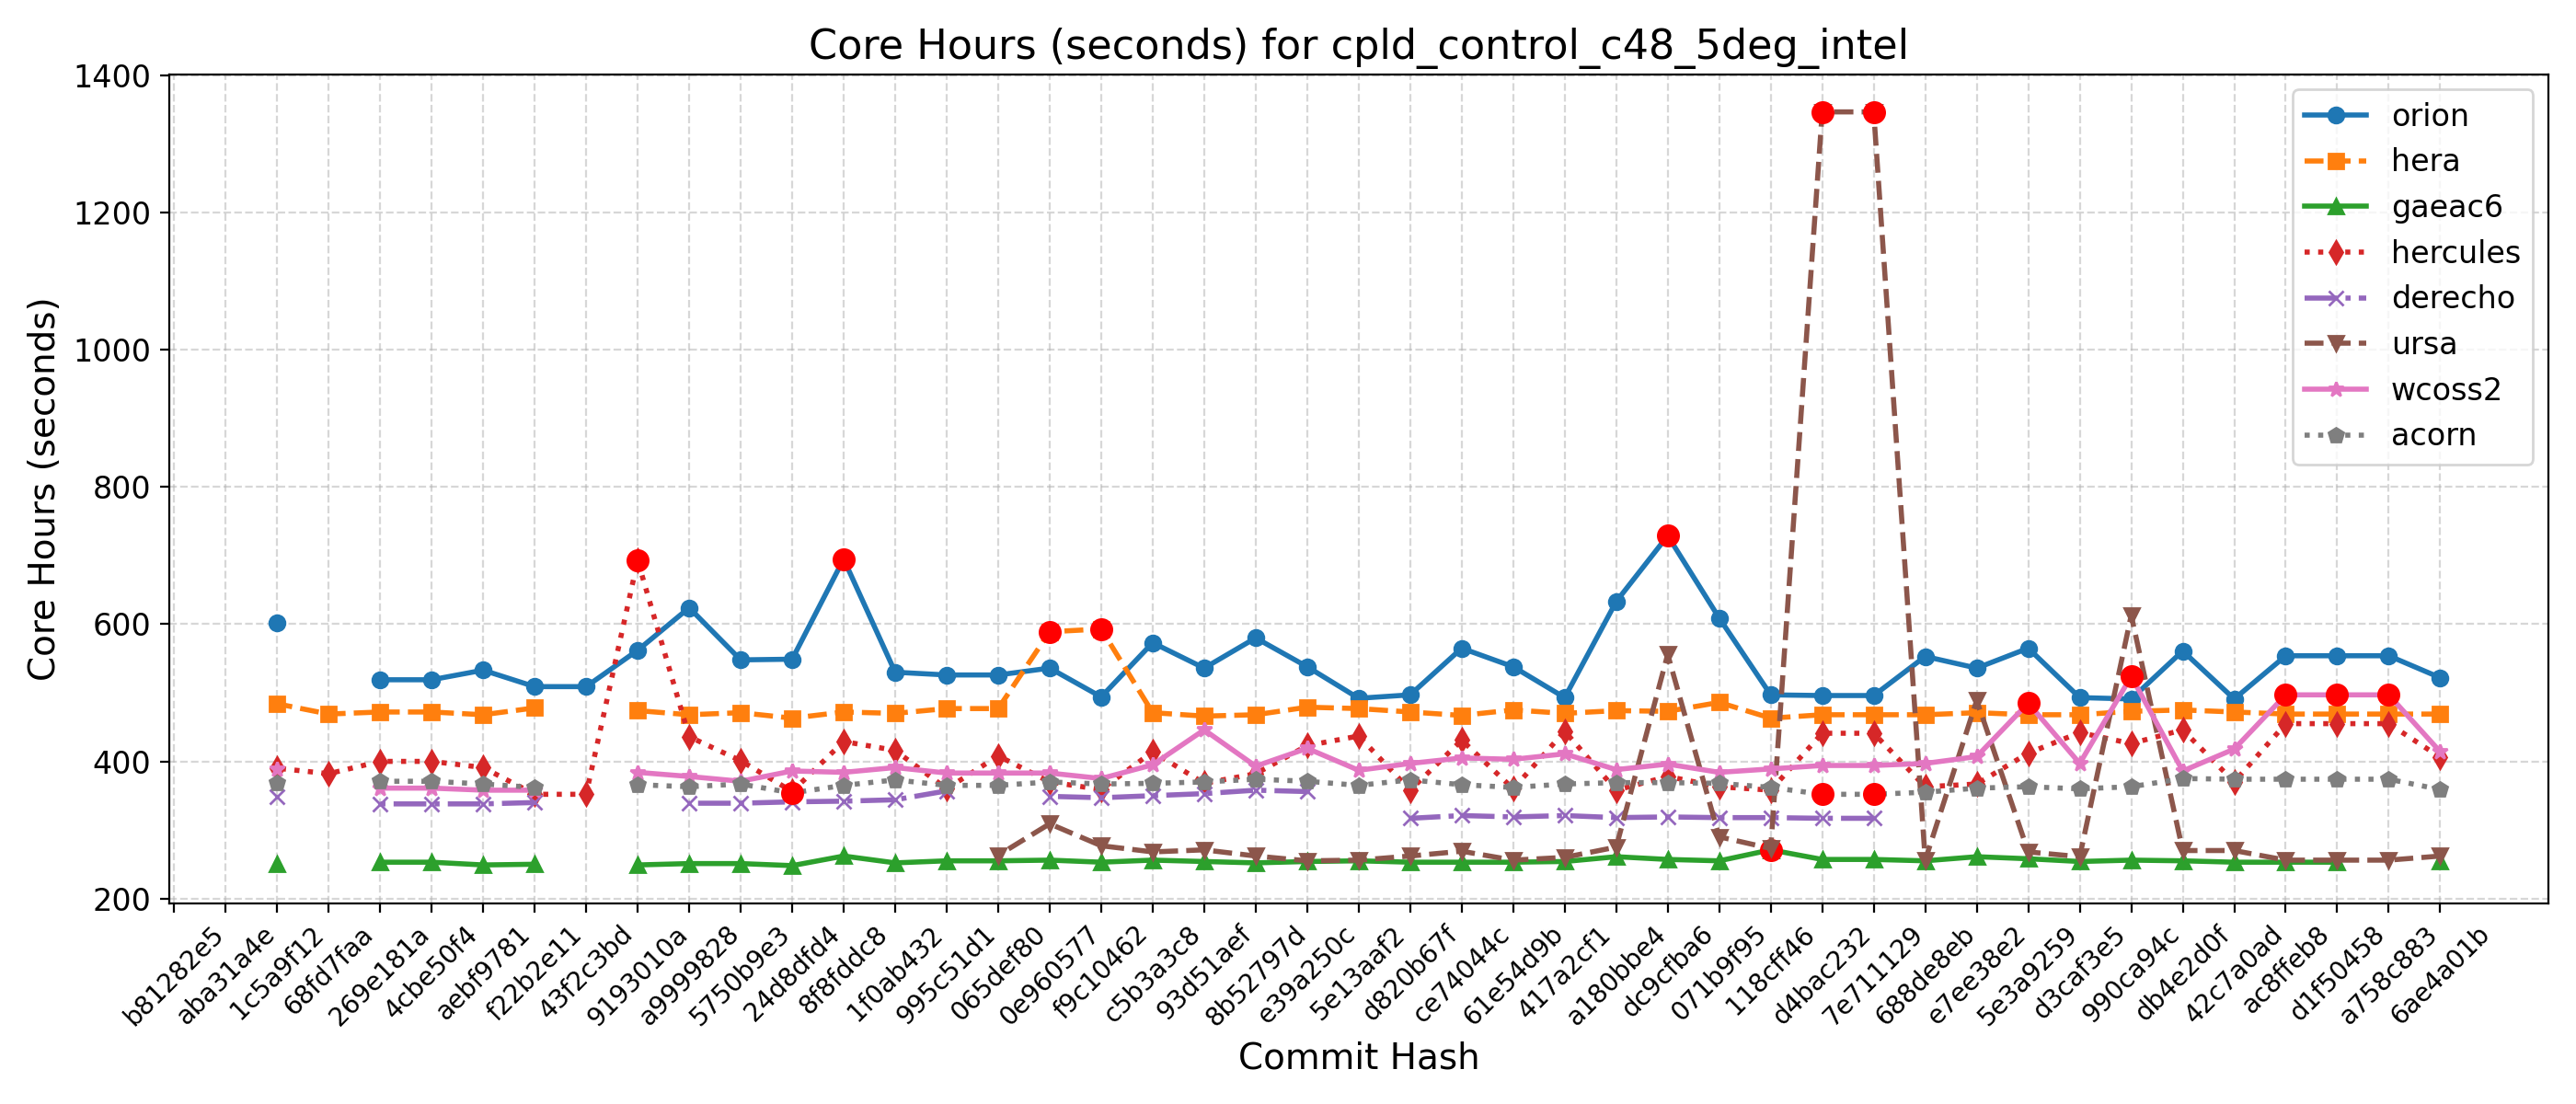 Core Hours (seconds) for cpld_control_c48_5deg_intel
Core Hours (seconds)
1400
1200
1000
800
600
400
200
orion
hera
gaeac6
hercules
derecho
ursa
wcoss2
acorn
b81282e5
aba31a4e
1c5a9f12
68fd7faa
269e181a
4cbe50f4
aebf9781
f22b2e11
43f2c3bd
9193010a
a9999828
5750b9e3
24d8dfd4
8f8fddc8
1f0ab432
995c51d1
065def80
0e960577
f9c10462
c5b3a3c8
93d51aef
8b52797d
e39a250c
5e13aaf2
d820b67f
ce74044c
61e54d9b
417a2cf1
a180bbe4
dc9cfba6
071b9f95
118cff46
d4bac232
7e711129
688de8eb
e7ee38e2
5e3a9259
d3caf3e5
990ca94c
db4e2d0f
42c7a0ad
ac8ffeb8
d1f50458
a758c883
6ae4a01b
Commit Hash